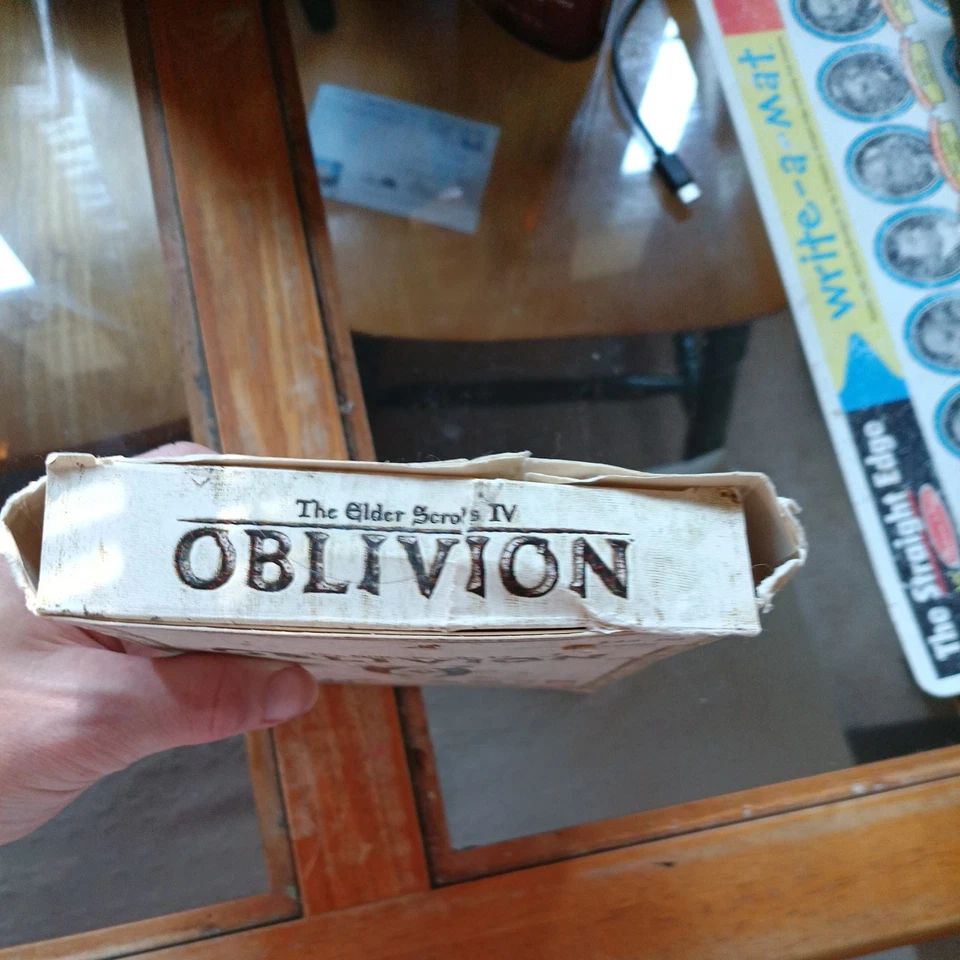 The Elder Scrolls IV
OBLIVION
write-a-mat
The Straight Edge